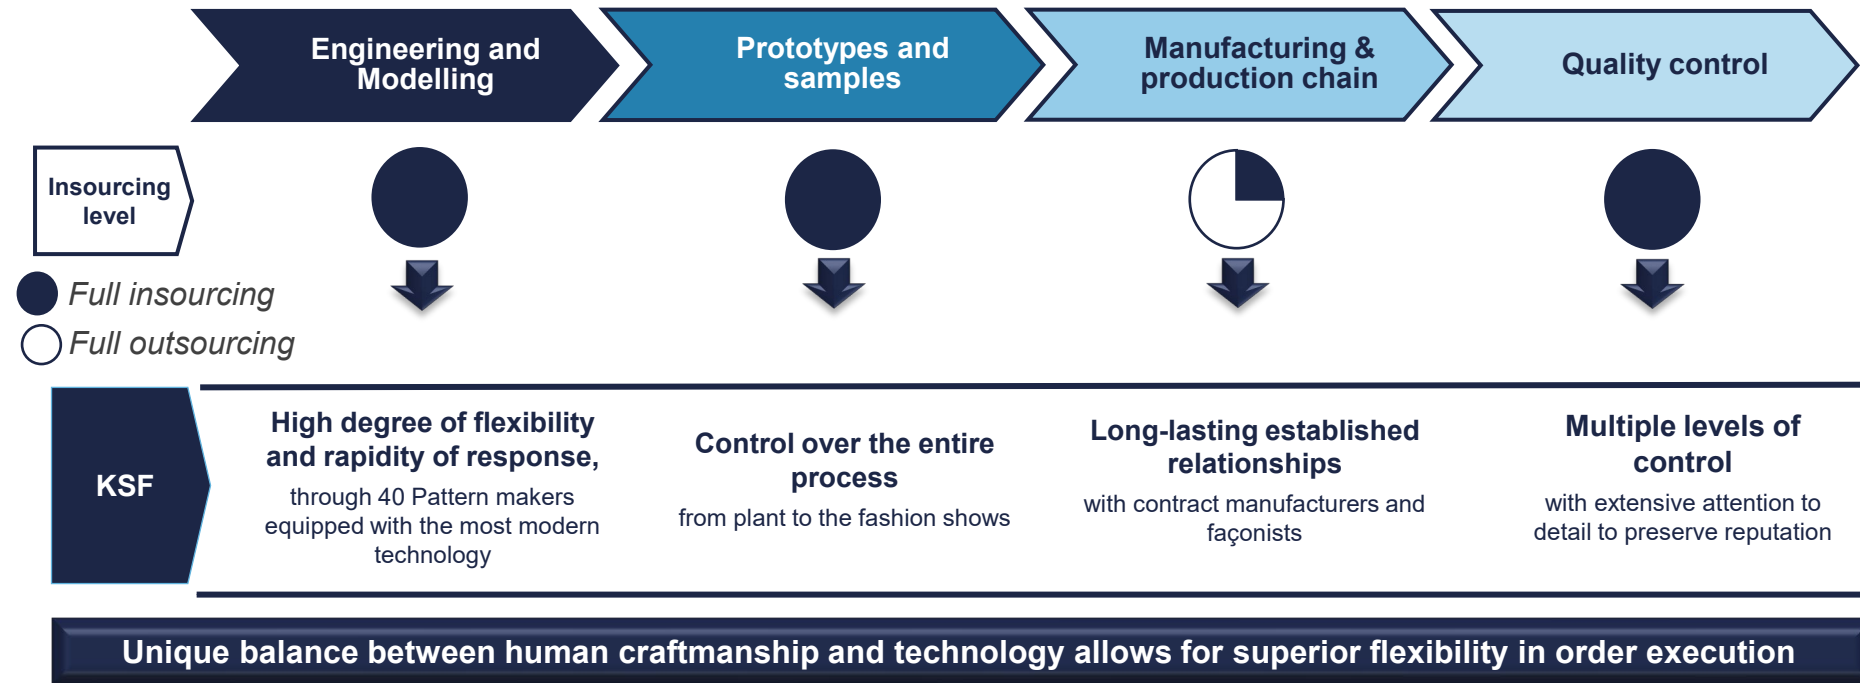 Engineering and
Modelling
Prototypes and
samples
Manufacturing &
production chain
Quality control
Insourcing
level
Full insourcing
Full outsourcing
KSF
High degree of flexibility
and rapidity of response,
through 40 Pattern makers
equipped with the most modern
technology
Control over the entire
process
from plant to the fashion shows
Long-lasting established
relationships
with contract manufacturers and
façonists
Multiple levels of
control
with extensive attention to
detail to preserve reputation
Unique balance between human craftmanship and technology allows for superior flexibility in order execution